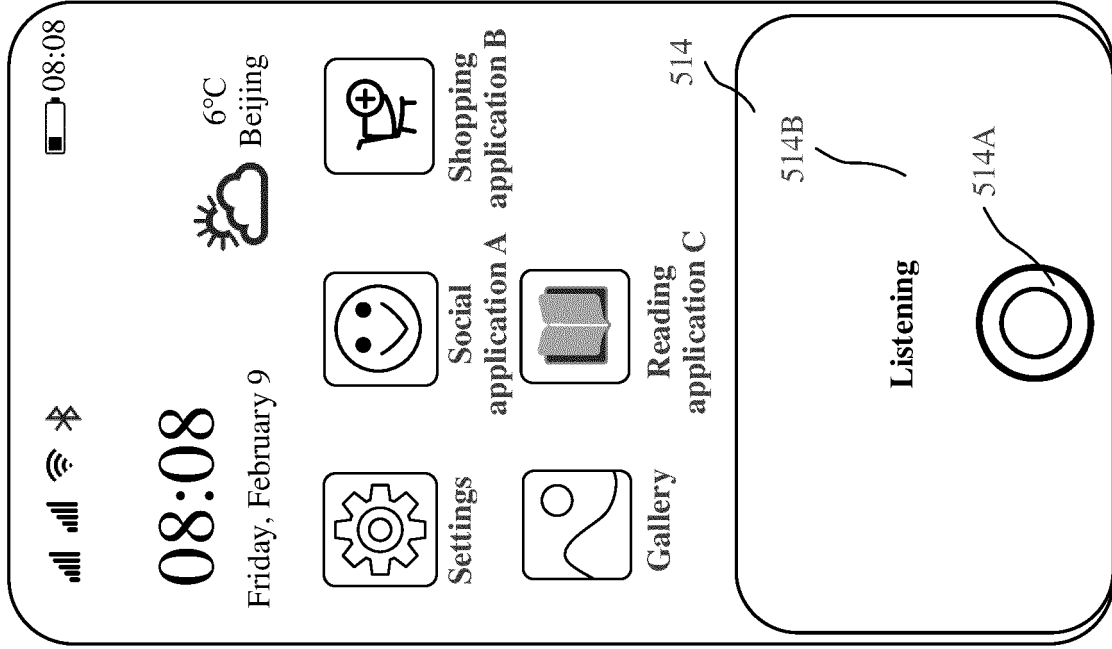 08:08
08:08
Friday, February 9
6°C
Beijing
Settings
Social
application A
Shopping
application B
Gallery
Reading
application C
514
514B
Listening
514A